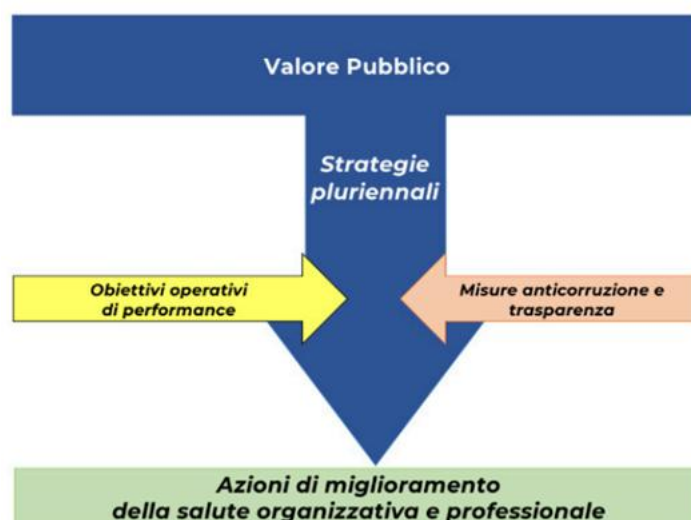 Valore Pubblico
Strategie
pluriennali
Obiettivi operativi
di performance
Misure anticorruzione e
trasparenza
Azioni di miglioramento
della salute organizzativa e professionale